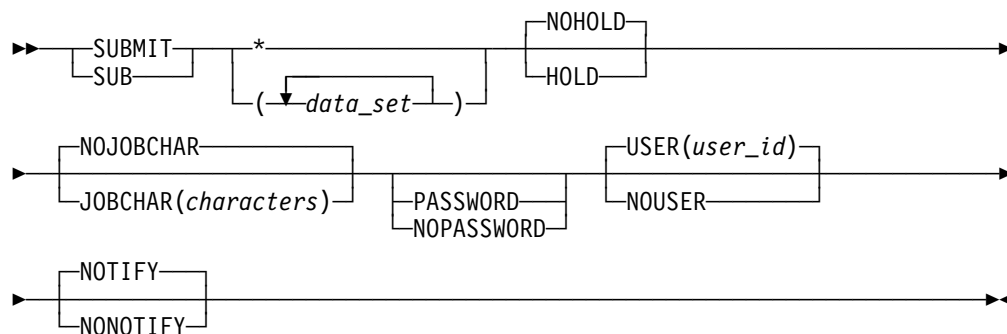 NOHOLD
SUBMIT *
SUB HOLD
( data_set )
NOJOBCHAR USER(user_id)
JOBCHAR(characters) PASSWORD NOUSER
NOPASSWORD
NOTIFY
NONOTIFY